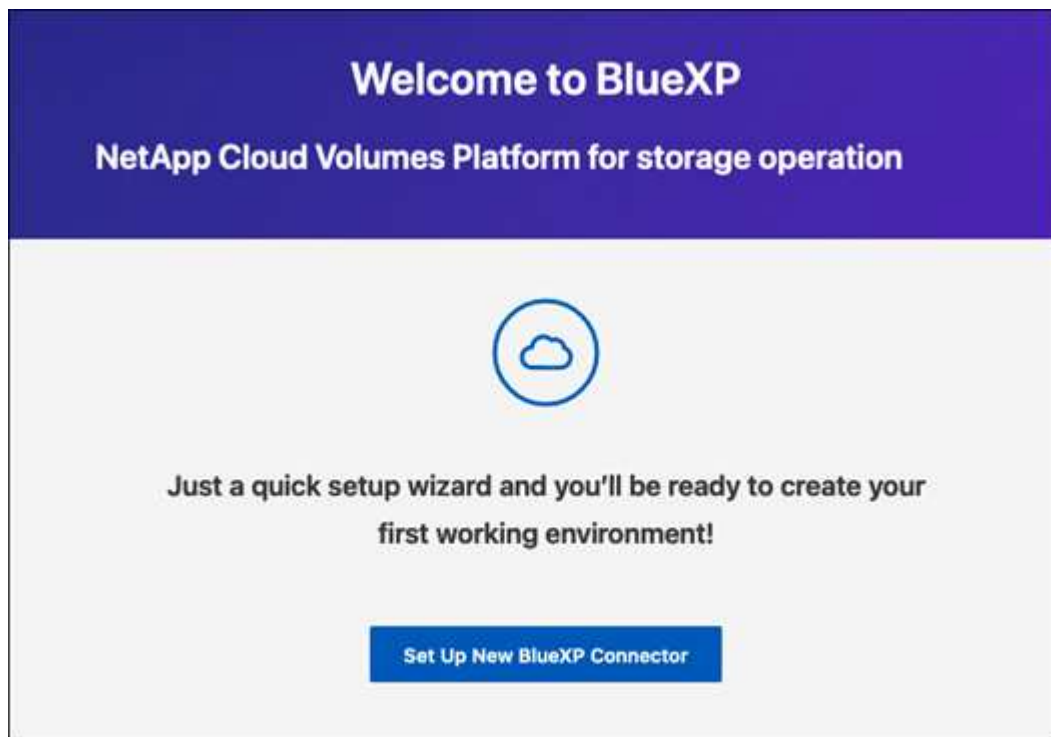 Welcome to BlueXP
NetApp Cloud Volumes Platform for storage operation
Just a quick setup wizard and you'll be ready to create your
first working environment!
Set Up New BlueXP Connector